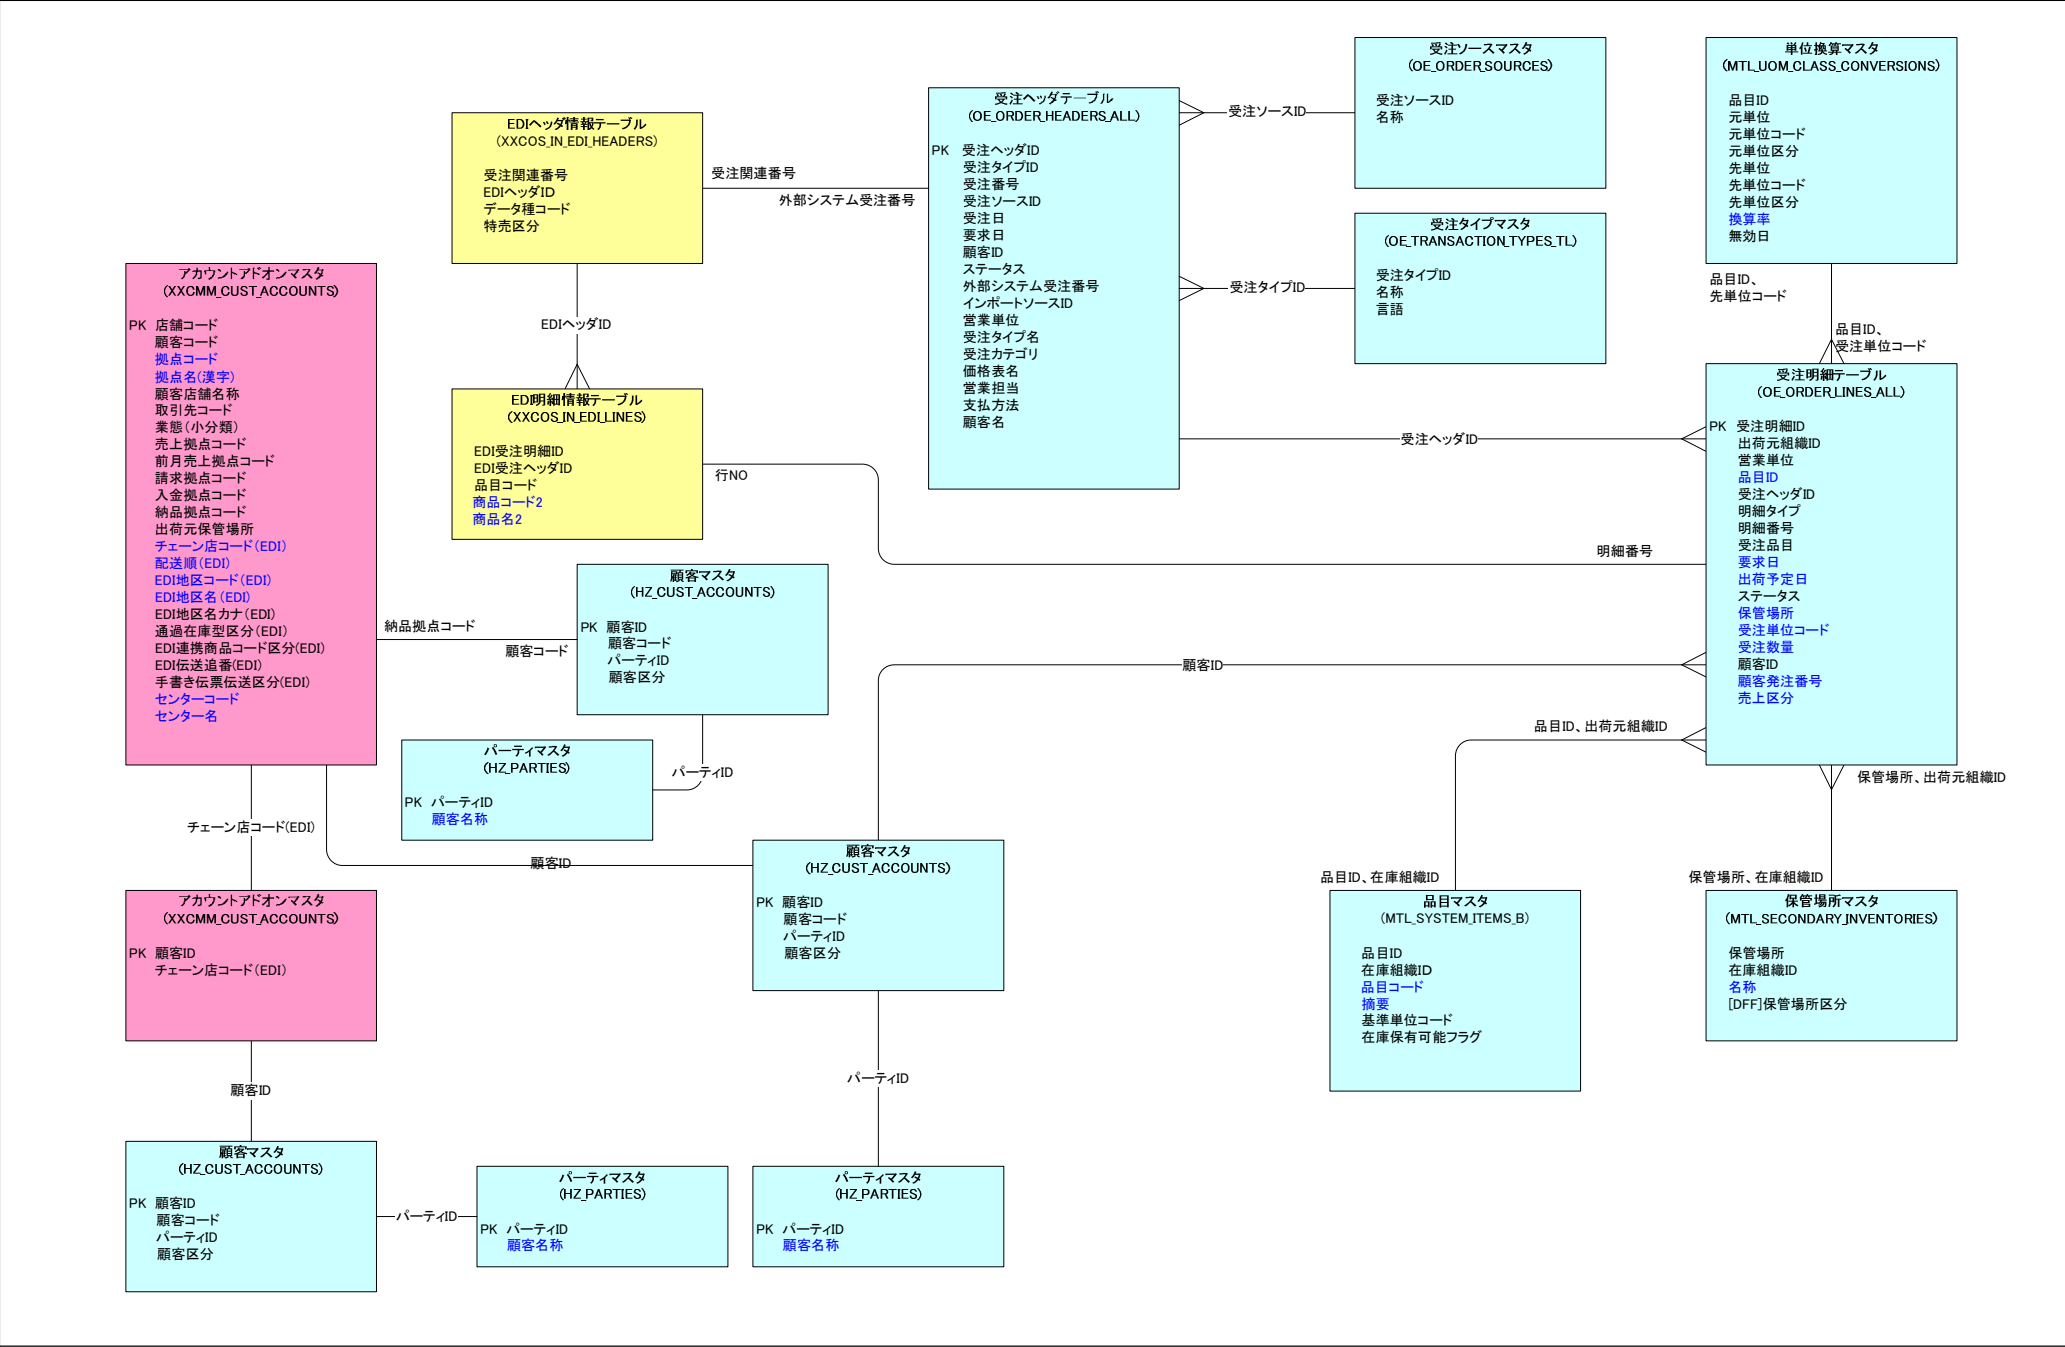 受注ソースマスタ
(OE_ORDER_SOURCES)
受注ソースID
名称
単位換算マスタ
(MTL_UOM_CLASS_CONVERSIONS)
品目ID
元単位
元単位コード
元単位区分
先単位
先単位コード
先単位区分
換算率
無効日
受注ヘッダテーブル
(OE_ORDER_HEADERS_ALL)
PK 受注ヘッダID
受注タイプID
受注番号
受注ソースID
受注日
要求日
顧客ID
ステータス
外部システム受注番号
インポートソースID
営業単位
受注タイプ名
受注カテゴリ
価格表名
営業担当
支払方法
顧客名
受注ソースID
EDIヘッダ情報テーブル
(XXCOS_IN_EDI_HEADERS)
受注関連番号
EDIヘッダID
データ種コード
特売区分
受注関連番号
外部システム受注番号
受注タイプマスタ
(OE_TRANSACTION_TYPES_TL)
受注タイプID
名称
言語
受注タイプID
品目ID、
先単位コード
品目ID、
受注単位コード
アカウントアドオンマスタ
(XXCMM_CUST_ACCOUNTS)
PK 店舗コード
顧客コード
拠点コード
拠点名(漢字)
顧客店舗名称
取引先コード
業態(小分類)
売上拠点コード
前月売上拠点コード
請求拠点コード
入金拠点コード
納品拠点コード
出荷元保管場所
チェーン店コード(EDI)
配送順(EDI)
EDI地区コード(EDI)
EDI地区名(EDI)
EDI地区名カナ(EDI)
通過在庫型区分(EDI)
EDI連携商品コード区分(EDI)
EDI伝送追番(EDI)
手書き伝票伝送区分(EDI)
センターコード
センター名
EDIヘッダID
EDI明細情報テーブル
(XXCOS_IN_EDI_LINES)
EDI受注明細ID
EDI受注ヘッダID
品目コード
商品コード2
商品名2
行NO
受注ヘッダID
明細番号
受注明細テーブル
(OE_ORDER_LINES_ALL)
PK 受注明細ID
出荷元組織ID
営業単位
品目ID
受注ヘッダID
明細タイプ
明細番号
受注品目
要求日
出荷予定日
ステータス
保管場所
受注単位コード
受注数量
顧客ID
顧客発注番号
売上区分
顧客マスタ
(HZ_CUST_ACCOUNTS)
PK 顧客ID
顧客コード
パーティID
顧客区分
納品拠点コード
顧客コード
顧客ID
品目ID、出荷元組織ID
保管場所、出荷元組織ID
パーティマスタ
(HZ_PARTIES)
PK パーティID
顧客名称
パーティID
チェーン店コード(EDI)
顧客ID
顧客マスタ
(HZ_CUST_ACCOUNTS)
PK 顧客ID
顧客コード
パーティID
顧客区分
品目ID、在庫組織ID
保管場所、在庫組織ID
アカウントアドオンマスタ
(XXCMM_CUST_ACCOUNTS)
PK 顧客ID
チェーン店コード(EDI)
品目マスタ
(MTL_SYSTEM_ITEMS_B)
品目ID
在庫組織ID
品目コード
摘要
基準単位コード
在庫保有可能フラグ
保管場所マスタ
(MTL_SECONDARY_INVENTORIES)
保管場所
在庫組織ID
名称
[DFF]保管場所区分
顧客ID
パーティID
顧客マスタ
(HZ_CUST_ACCOUNTS)
PK 顧客ID
顧客コード
パーティID
顧客区分
パーティID
パーティマスタ
(HZ_PARTIES)
PK パーティID
顧客名称
パーティマスタ
(HZ_PARTIES)
PK パーティID
顧客名称